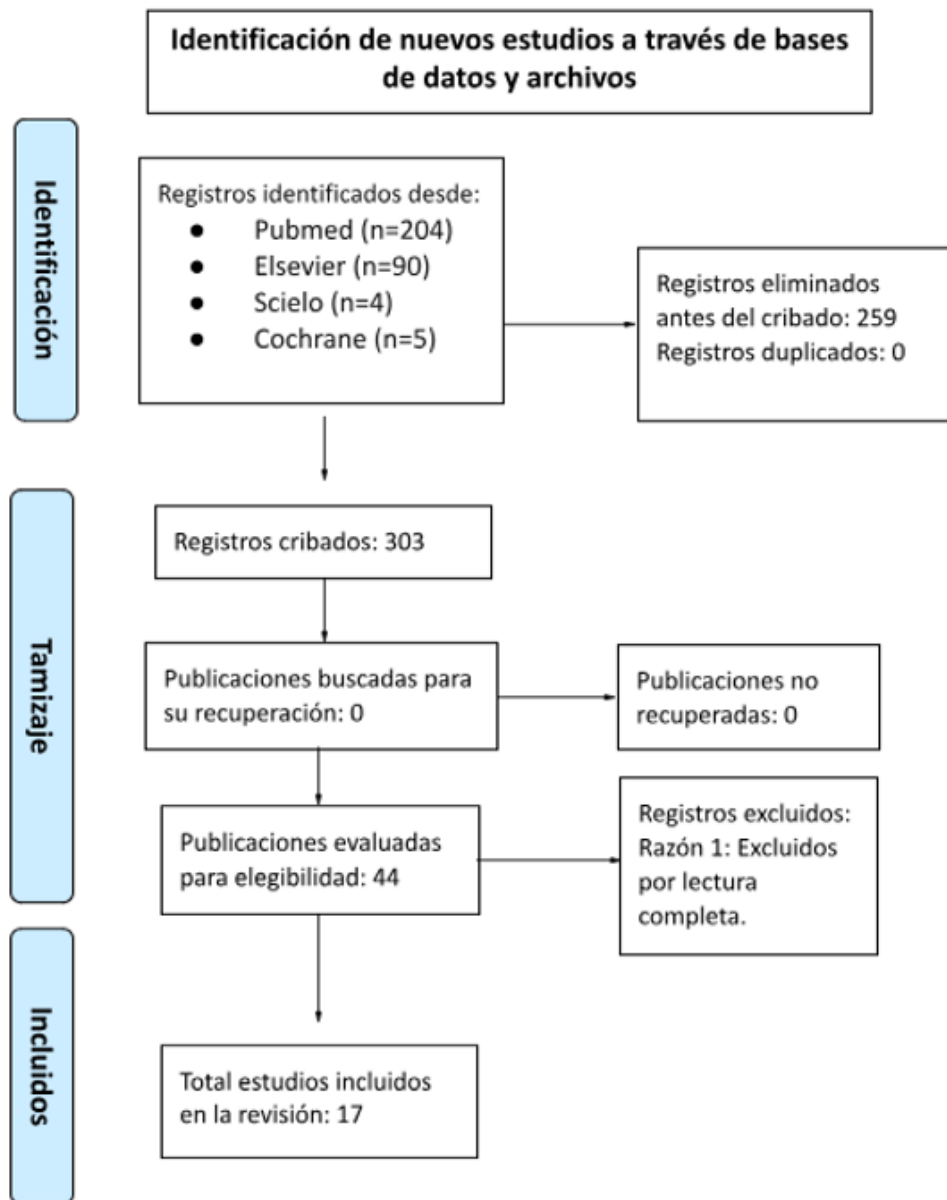 Identificación de nuevos estudios a través de bases
de datos y archivos
Identificación
Registros identificados desde:
● Pubmed (n=204)
● Elsevier (n=90)
● Scielo (n=4)
● Cochrane (n=5)
Registros eliminados
antes del cribado: 259
Registros duplicados: 0
Tamizaje
Registros cribados: 303
Publicaciones buscadas para
su recuperación: 0
Publicaciones no
recuperadas: 0
Publicaciones evaluadas
para elegibilidad: 44
Registros excluidos:
Razón 1: Excluidos
por lectura
completa.
Incluidos
Total estudios incluidos
en la revisión: 17